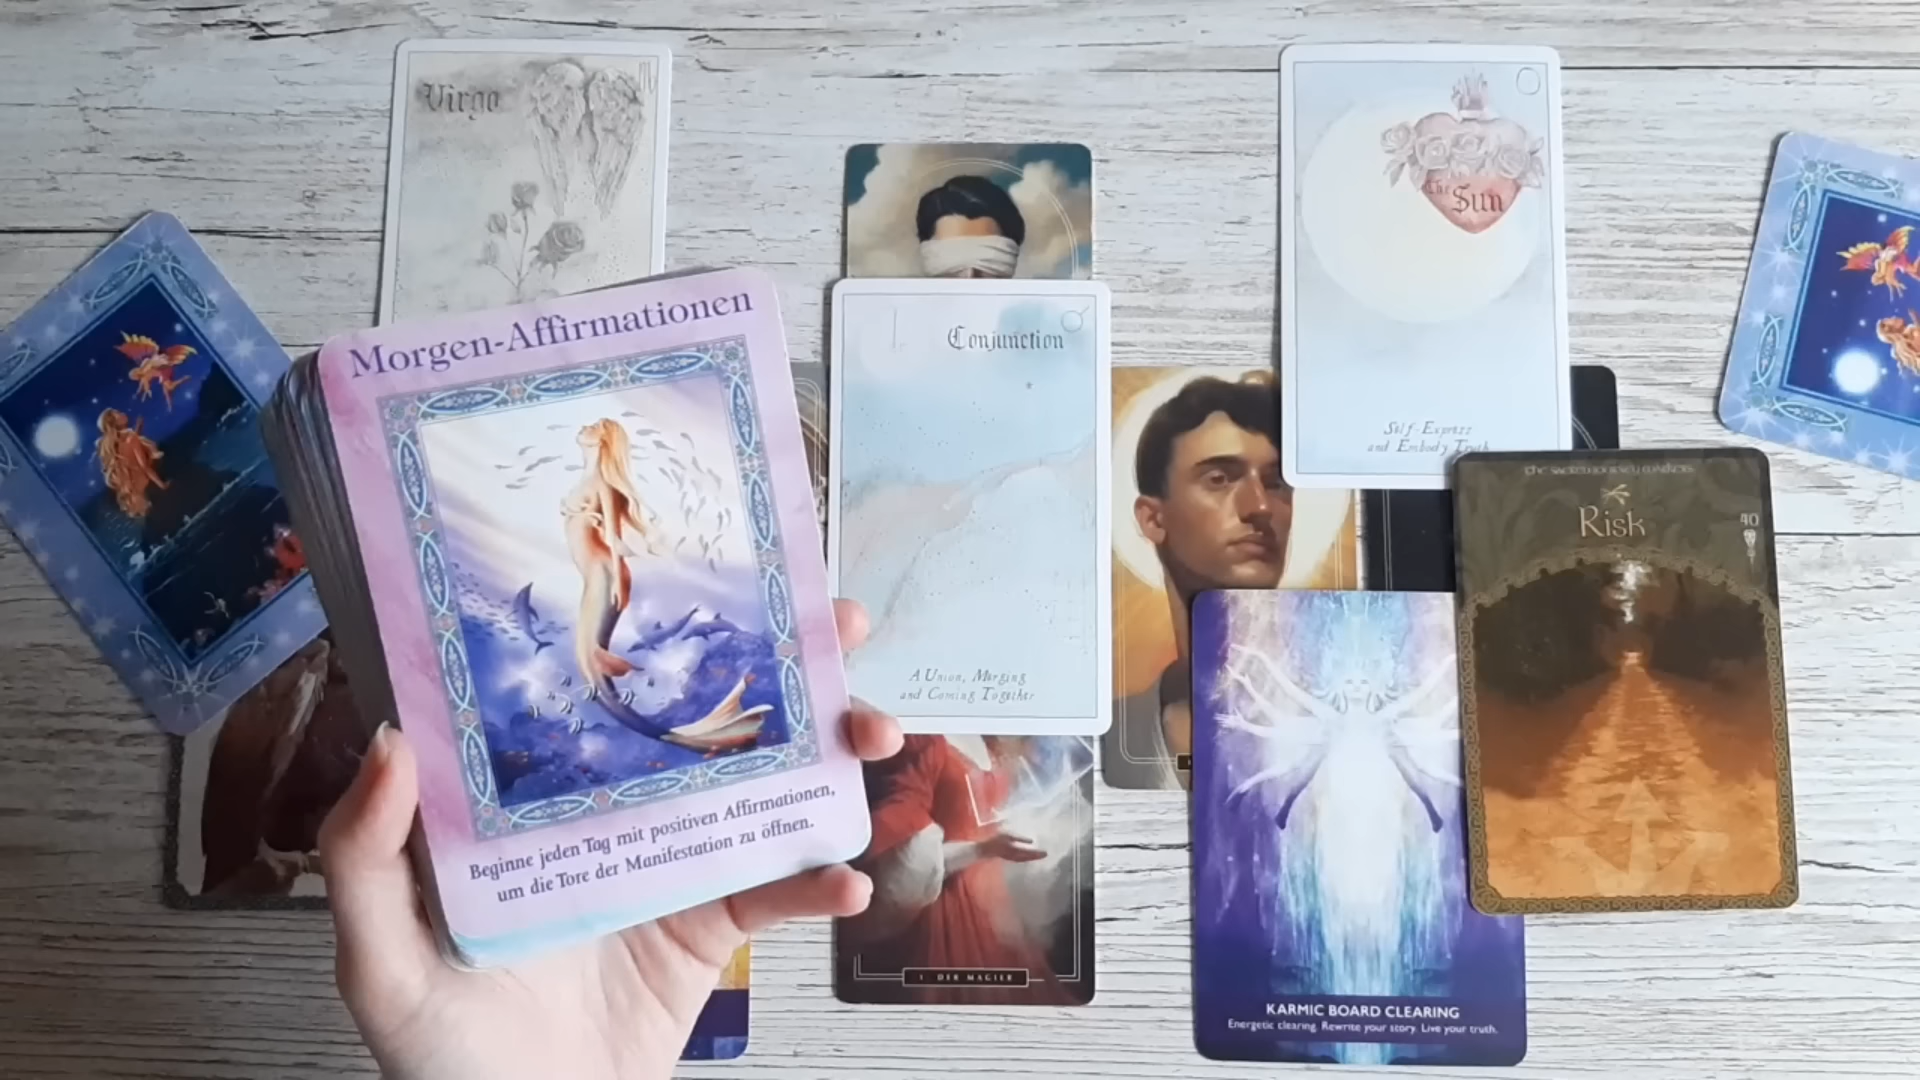 Virgo
Morgen-Affirmationen
Beginne jeden Tag mit positiven Affirmationen,
um die Tore der Manifestation zu öffnen.
Conjunction
A Union, Merging
and Coming Together
I DER MAGIER
The
Sun
Self-Express
and Embody Truth
Risk
40
KARMIC BOARD CLEARING
Energetic clearing. Rewrite your story. Live your truth.